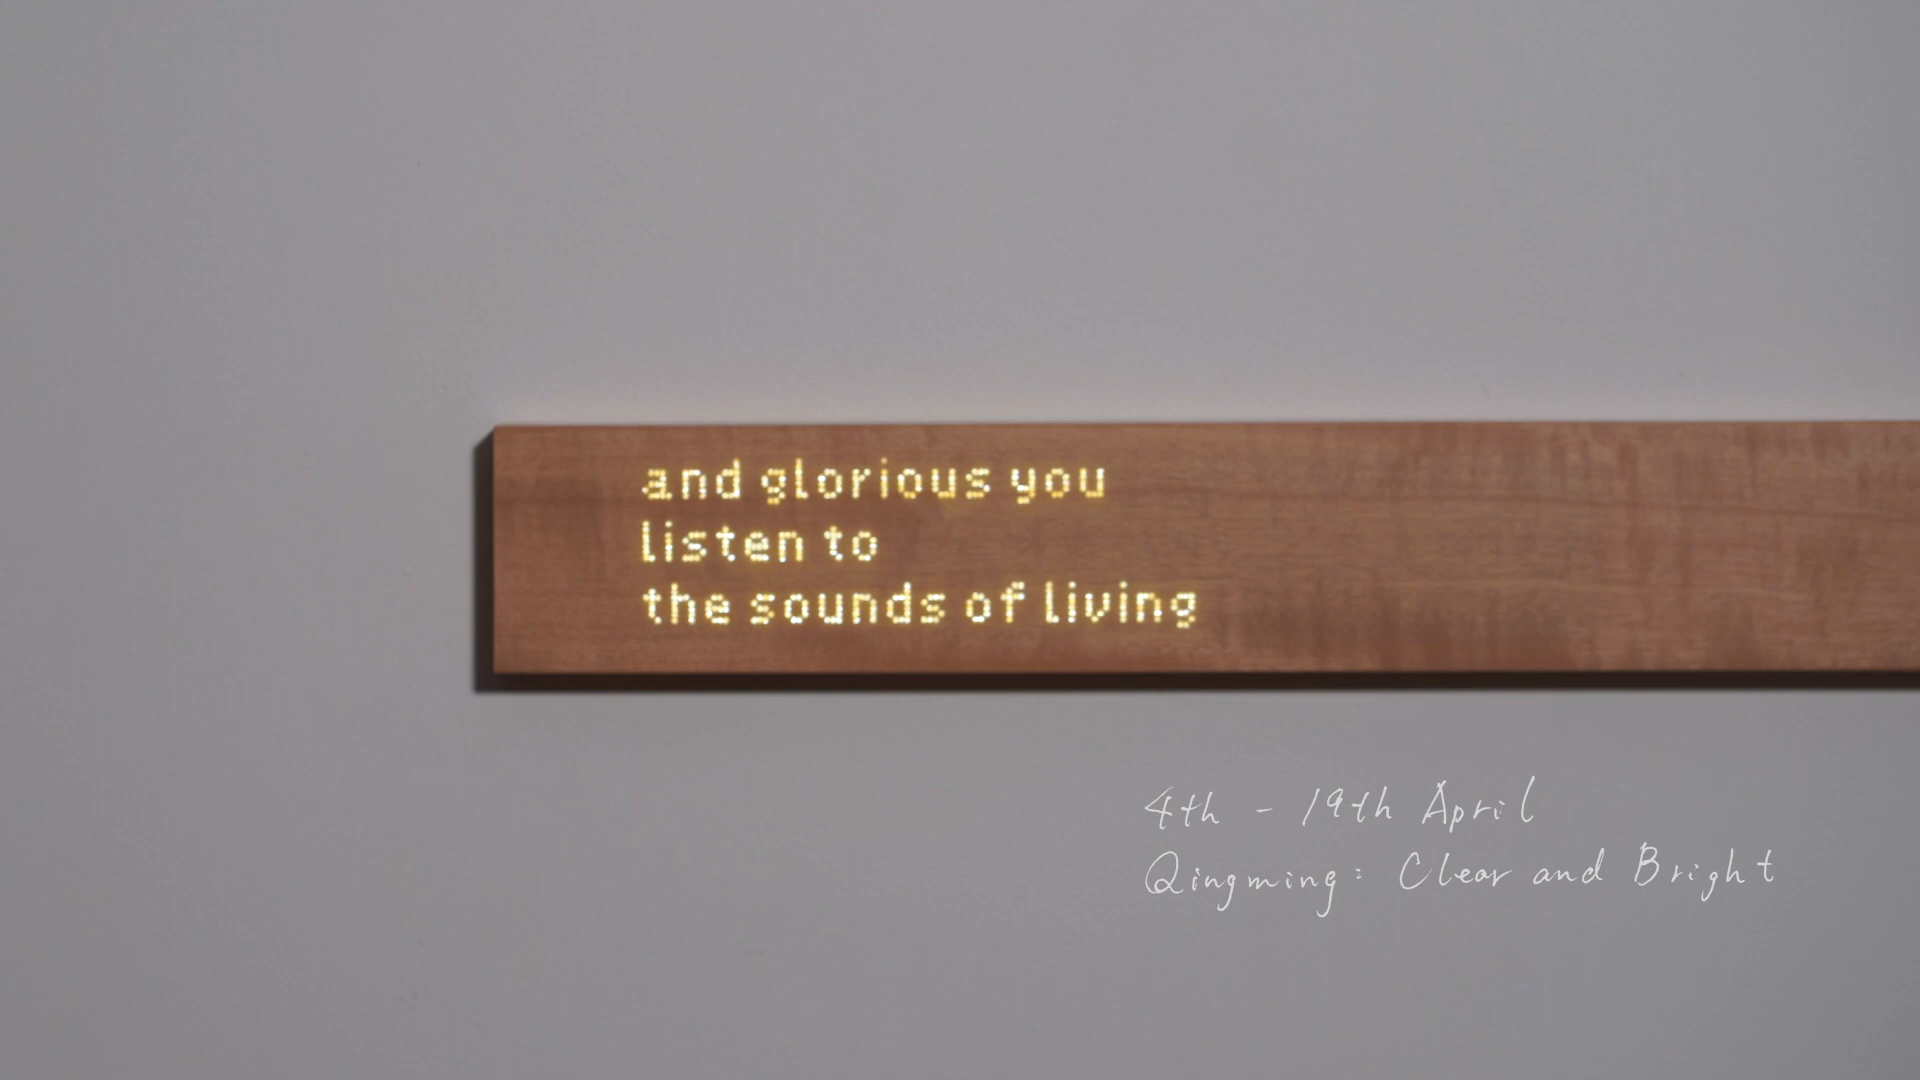 and glorious you
listen to
the sounds of living
4th - 19th April
Qingming: Clear and Bright